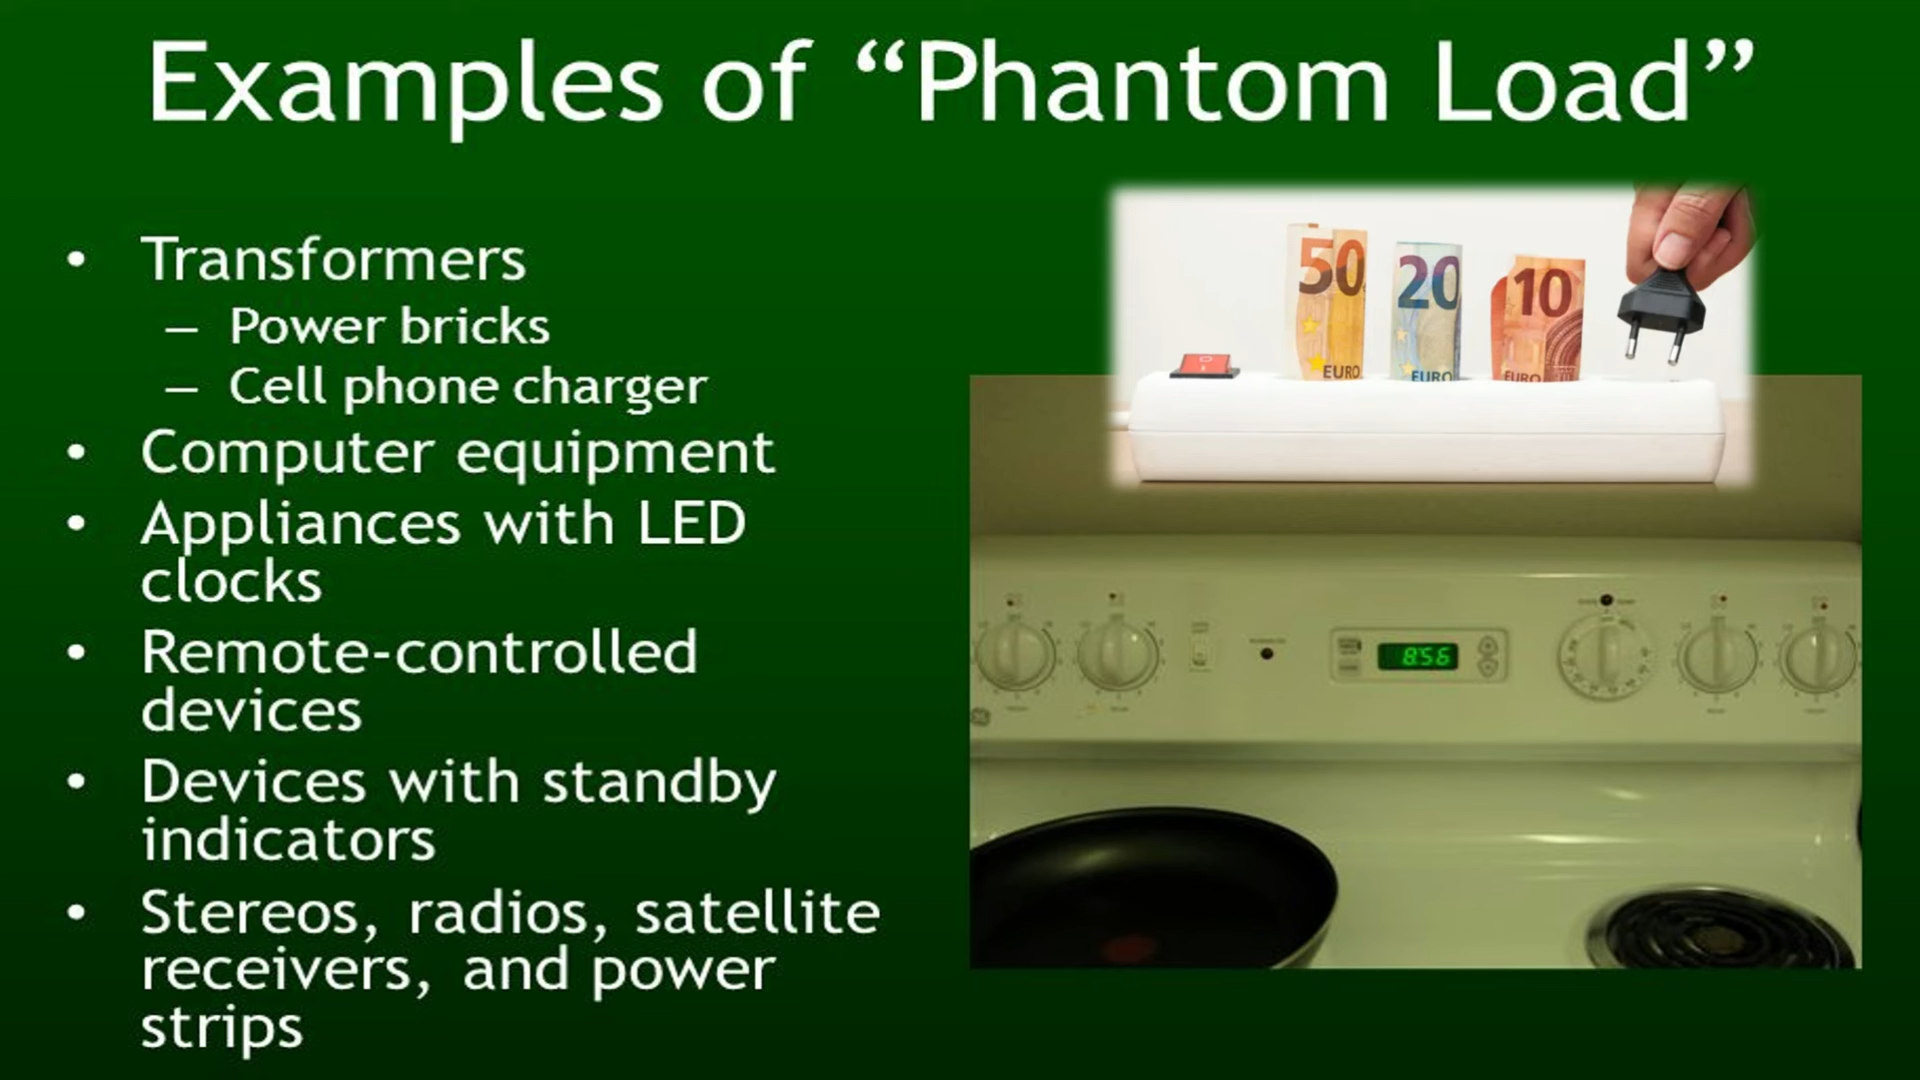 Examples of “Phantom Load”
• Transformers
– Power bricks
– Cell phone charger
• Computer equipment
• Appliances with LED
clocks
• Remote-controlled
devices
• Devices with standby
indicators
• Stereos, radios, satellite
receivers, and power
strips
50
20
10
EURO
EURO
EURO
8:56